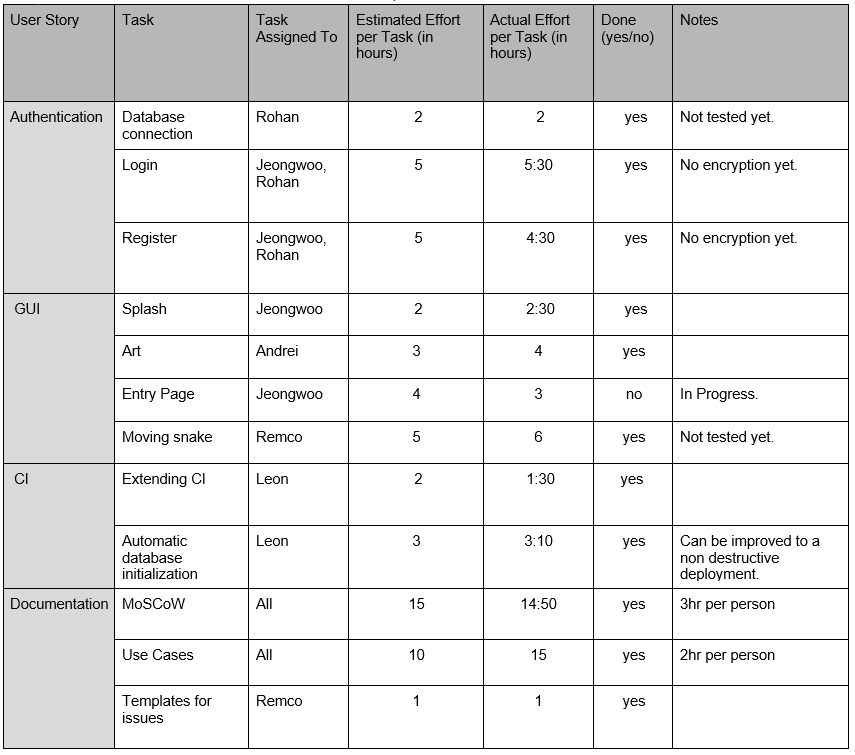 User Story Task Task Assigned To Estimated Effort per Task (in hours) Actual Effort per Task (in hours) Done (yes/no) Notes
Authentication Database connection Rohan 2 2 yes Not tested yet.
Login Jeongwoo, Rohan 5 5:30 yes No encryption yet.
Register Jeongwoo, Rohan 5 4:30 yes No encryption yet.
GUI Splash Jeongwoo 2 2:30 yes
Art Andrei 3 4 yes
Entry Page Jeongwoo 4 3 no In Progress.
Moving snake Remco 5 6 yes Not tested yet.
CI Extending CI Leon 2 1:30 yes
Automatic database initialization Leon 3 3:10 yes Can be improved to a non destructive deployment.
Documentation MoSCoW All 15 14:50 yes 3hr per person
Use Cases All 10 15 yes 2hr per person
Templates for issues Remco 1 1 yes